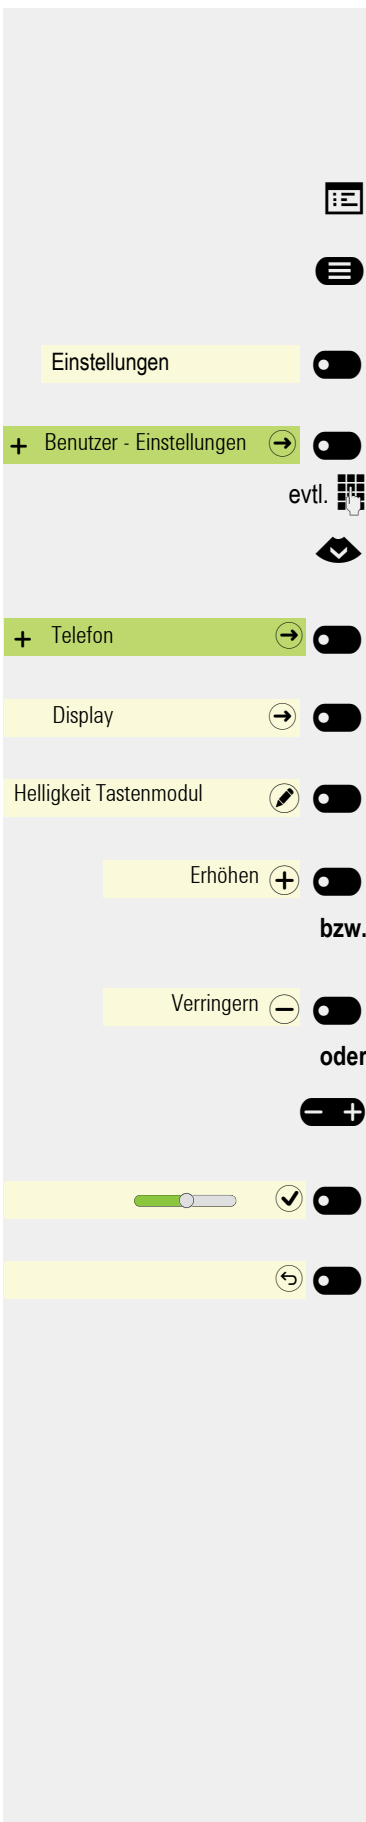 Einstellungen
Benutzer - Einstellungen
evtl.
Telefon
Display
Helligkeit Tastenmodul
Erhöhen
bzw.
Verringern
oder